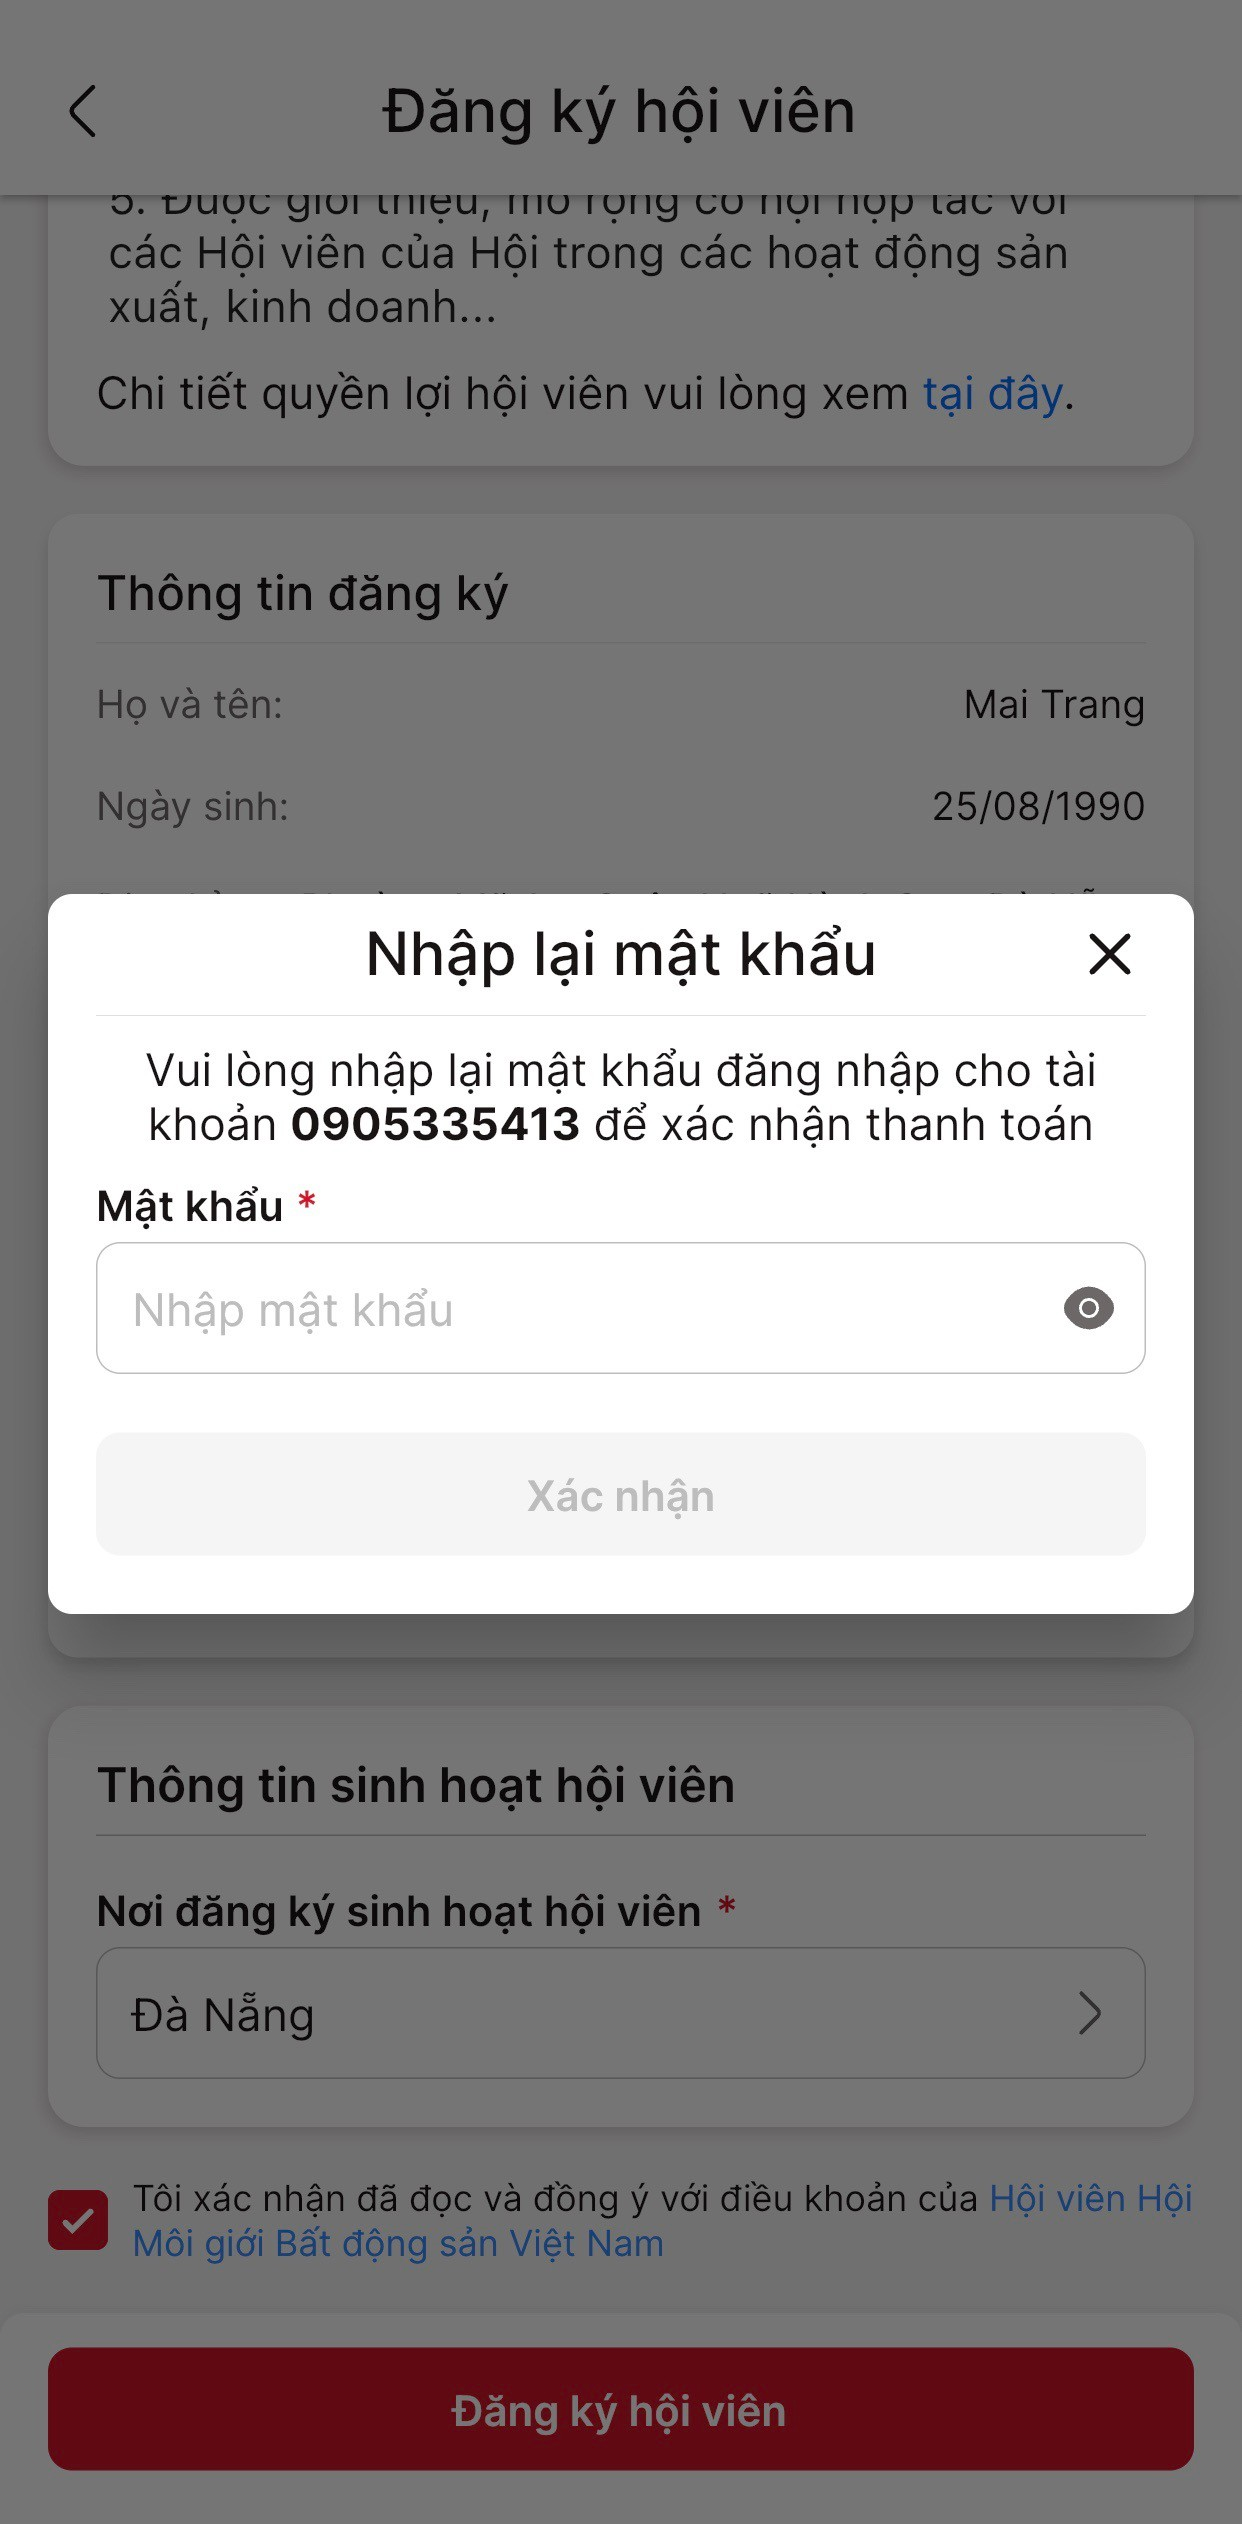 Đăng ký hội viên
5. Được giới thiệu, mở rộng cơ hội hợp tác với
các Hội viên của Hội trong các hoạt động sản
xuất, kinh doanh...
Chi tiết quyền lợi hội viên vui lòng xem tại đây.
Thông tin đăng ký
Họ và tên: Mai Trang
Ngày sinh: 25/08/1990
Nhập lại mật khẩu
Vui lòng nhập lại mật khẩu đăng nhập cho tài
khoản 0905335413 để xác nhận thanh toán
Mật khẩu *
Nhập mật khẩu
Xác nhận
Thông tin sinh hoạt hội viên
Nơi đăng ký sinh hoạt hội viên *
Đà Nẵng
Tôi xác nhận đã đọc và đồng ý với điều khoản của Hội viên Hội
Môi giới Bất động sản Việt Nam
Đăng ký hội viên